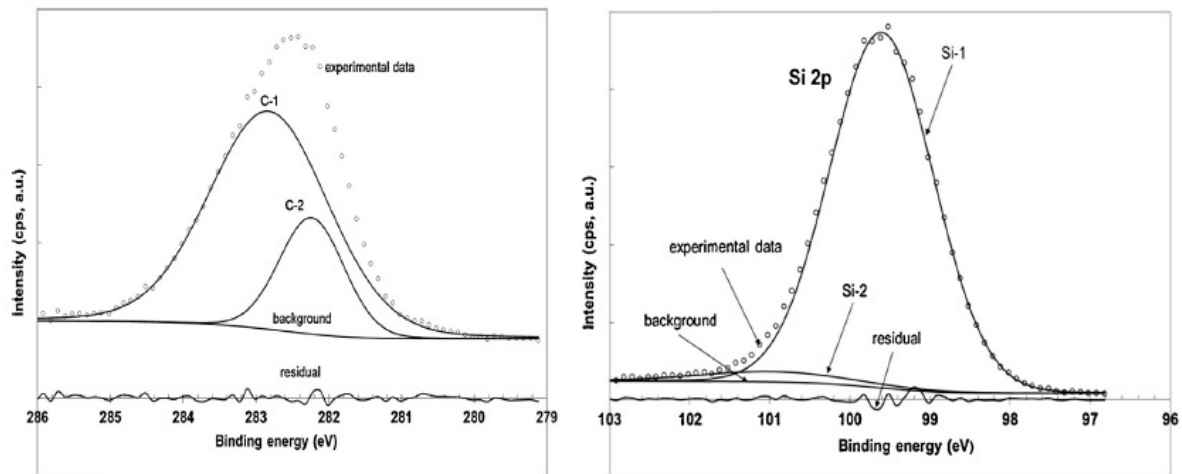 Intensity (cps, a.u.)
experimental data
C-1
C-2
background
residual
286 285 284 283 282 281 280 279
Binding energy (eV)
Intensity (cps, a.u.)
Si 2p
Si-1
experimental data
Si-2
background
residual
103 102 101 100 99 98 97 96
Binding energy (eV)